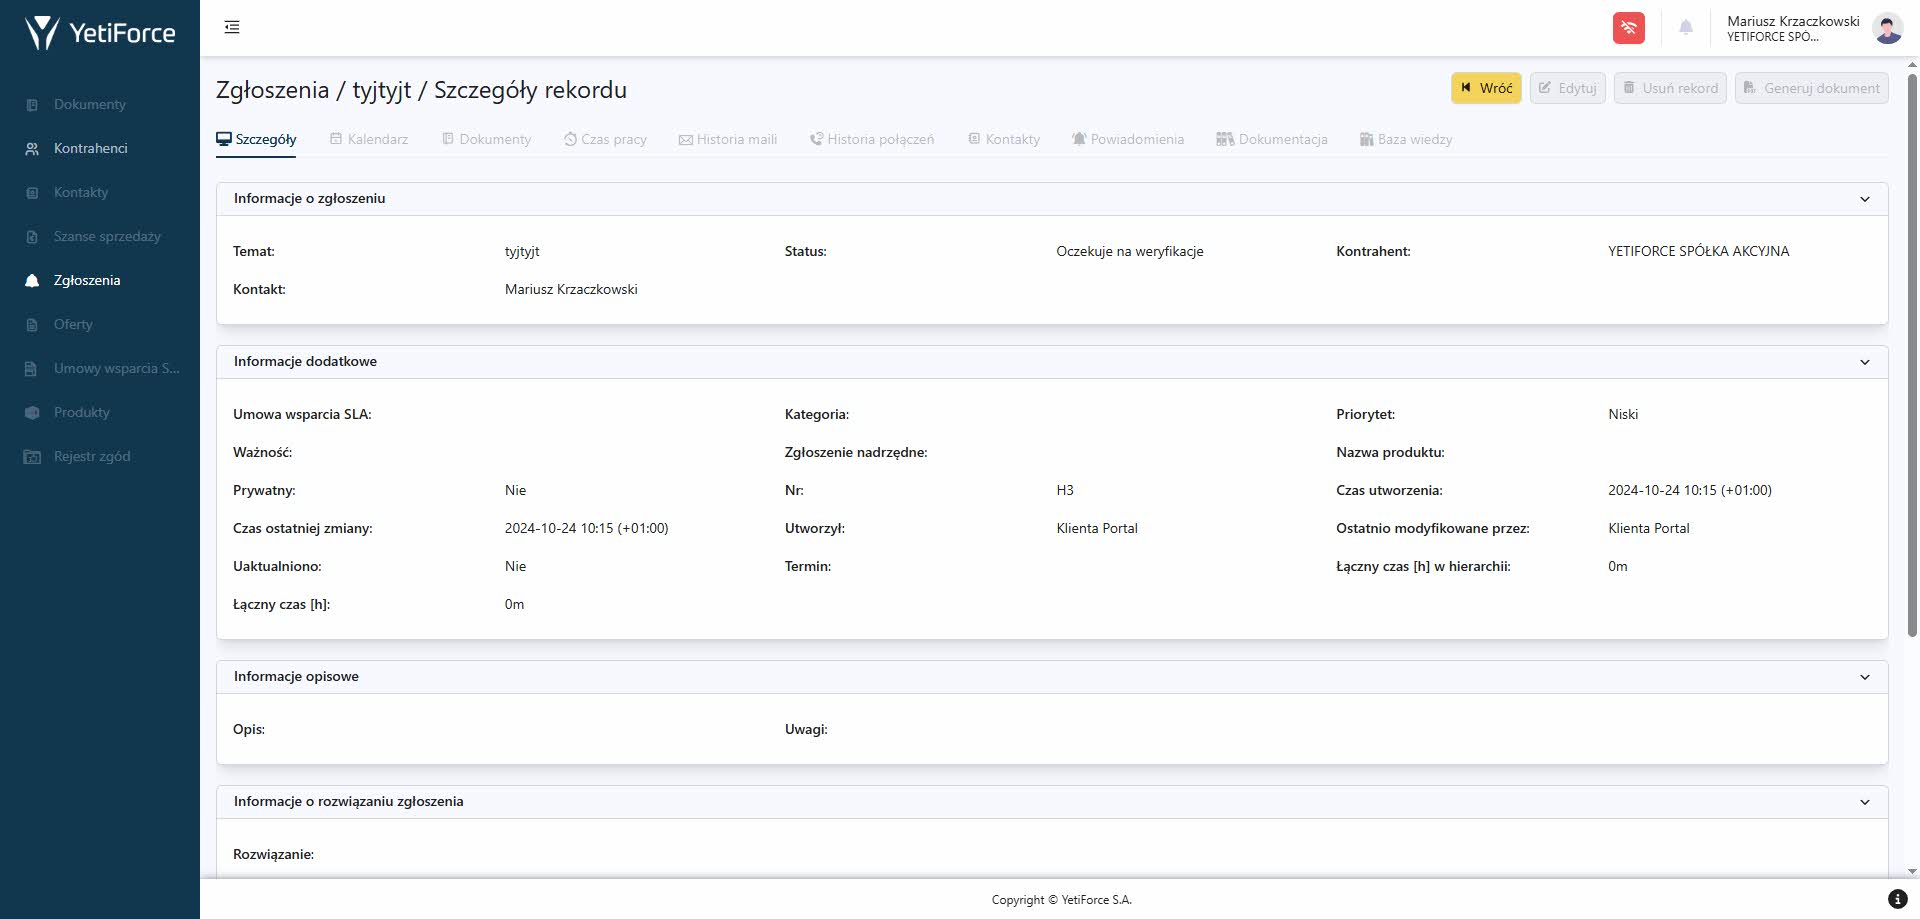 YetiForce
Mariusz Krzaczkowski
YETIFORCE SPÓ...
Dokumenty
Kontrahenci
Kontakty
Szanse sprzedaży
Zgłoszenia
Oferty
Umowy wsparcia S...
Produkty
Rejestr zgód
Zgłoszenia / tyjtyjt / Szczegóły rekordu
Wróć Edytuj Usuń rekord Generuj dokument
Szczegóły Kalendarz Dokumenty Czas pracy Historia maili Historia połączeń Kontakty Powiadomienia Dokumentacja Baza wiedzy
Informacje o zgłoszeniu
Temat: tyjtyjt Status: Oczekuje na weryfikacje Kontrahent: YETIFORCE SPÓŁKA AKCYJNA
Kontakt: Mariusz Krzaczkowski
Informacje dodatkowe
Umowa wsparcia SLA: Kategoria: Priorytet: Niski
Ważność: Zgłoszenie nadrzędne: Nazwa produktu:
Prywatny: Nie Nr: H3 Czas utworzenia: 2024-10-24 10:15 (+01:00)
Czas ostatniej zmiany: 2024-10-24 10:15 (+01:00) Utworzył: Klienta Portal Ostatnio modyfikowane przez: Klienta Portal
Uaktualniono: Nie Termin: Łączny czas [h] w hierarchii: 0m
Łączny czas [h]: 0m
Informacje opisowe
Opis: Uwagi:
Informacje o rozwiązaniu zgłoszenia
Rozwiązanie:
Copyright © YetiForce S.A.